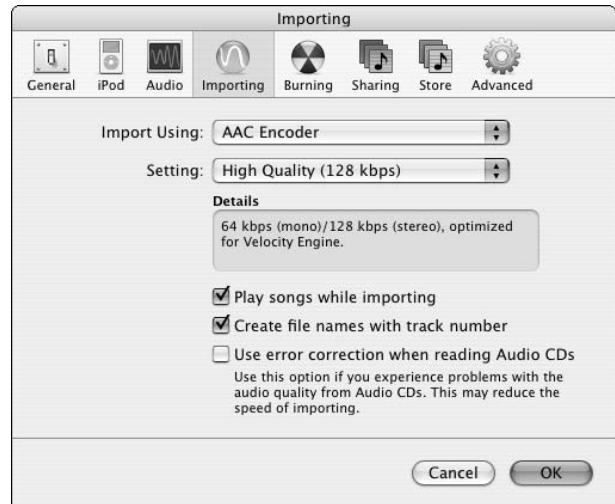 Importing
General iPod Audio Importing Burning Sharing Store Advanced
Import Using: AAC Encoder
Setting: High Quality (128 kbps)
Details
64 kbps (mono)/128 kbps (stereo), optimized
for Velocity Engine.
Play songs while importing
Create file names with track number
Use error correction when reading Audio CDs
Use this option if you experience problems with the
audio quality from Audio CDs. This may reduce the
speed of importing.
Cancel OK